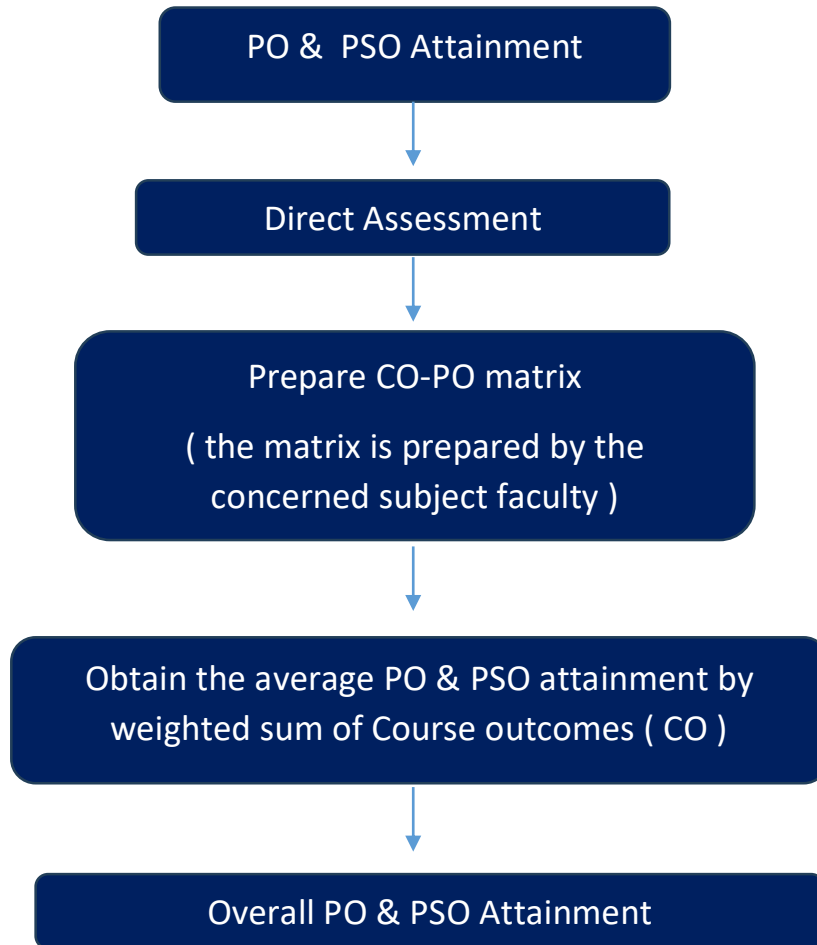 PO &  PSO Attainment
Direct Assessment
Prepare CO-PO matrix
( the matrix is prepared by the
concerned subject faculty )
Obtain the average PO & PSO attainment by
weighted sum of Course outcomes ( CO )
Overall PO & PSO Attainment